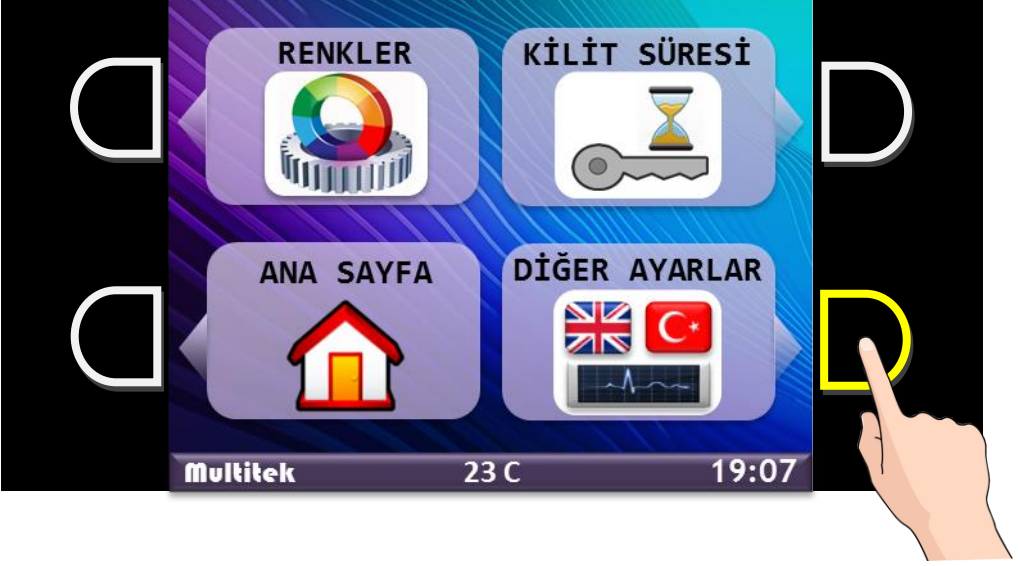 RENKLER
KİLİT SÜRESİ
ANA SAYFA
DİĞER AYARLAR
Multitek
23 C
19:07